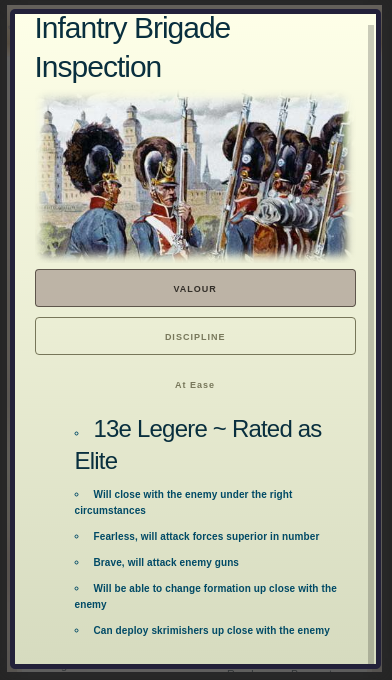 Infantry Brigade
Inspection
VALOUR
DISCIPLINE
At Ease
13e Legere ~ Rated as
Elite
Will close with the enemy under the right
circumstances
Fearless, will attack forces superior in number
Brave, will attack enemy guns
Will be able to change formation up close with the
enemy
Can deploy skrimishers up close with the enemy